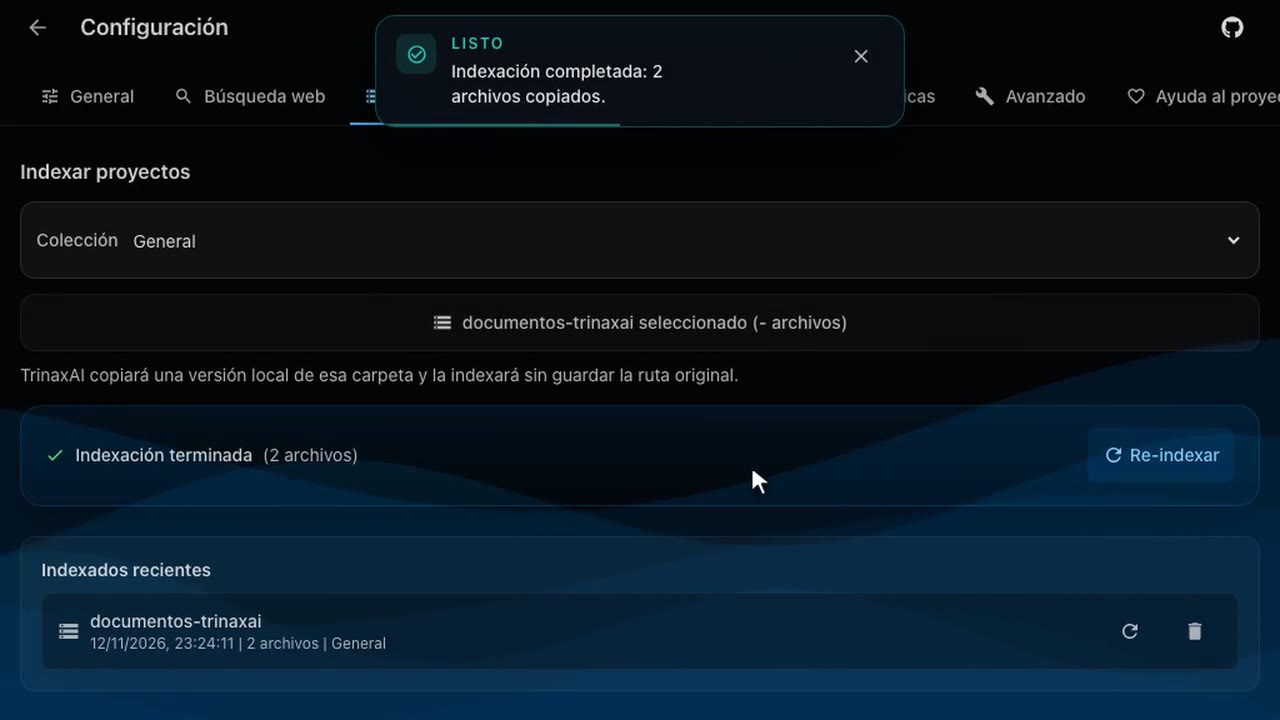 Configuración
LISTO
Indexación completada: 2
archivos copiados.
General
Búsqueda web
icas
Avanzado
Ayuda al proye
Indexar proyectos
Colección General
documentos-trinaxai seleccionado (- archivos)
TrinaxAI copiará una versión local de esa carpeta y la indexará sin guardar la ruta original.
Indexación terminada (2 archivos)
Re-indexar
Indexados recientes
documentos-trinaxai
12/11/2026, 23:24:11 | 2 archivos | General